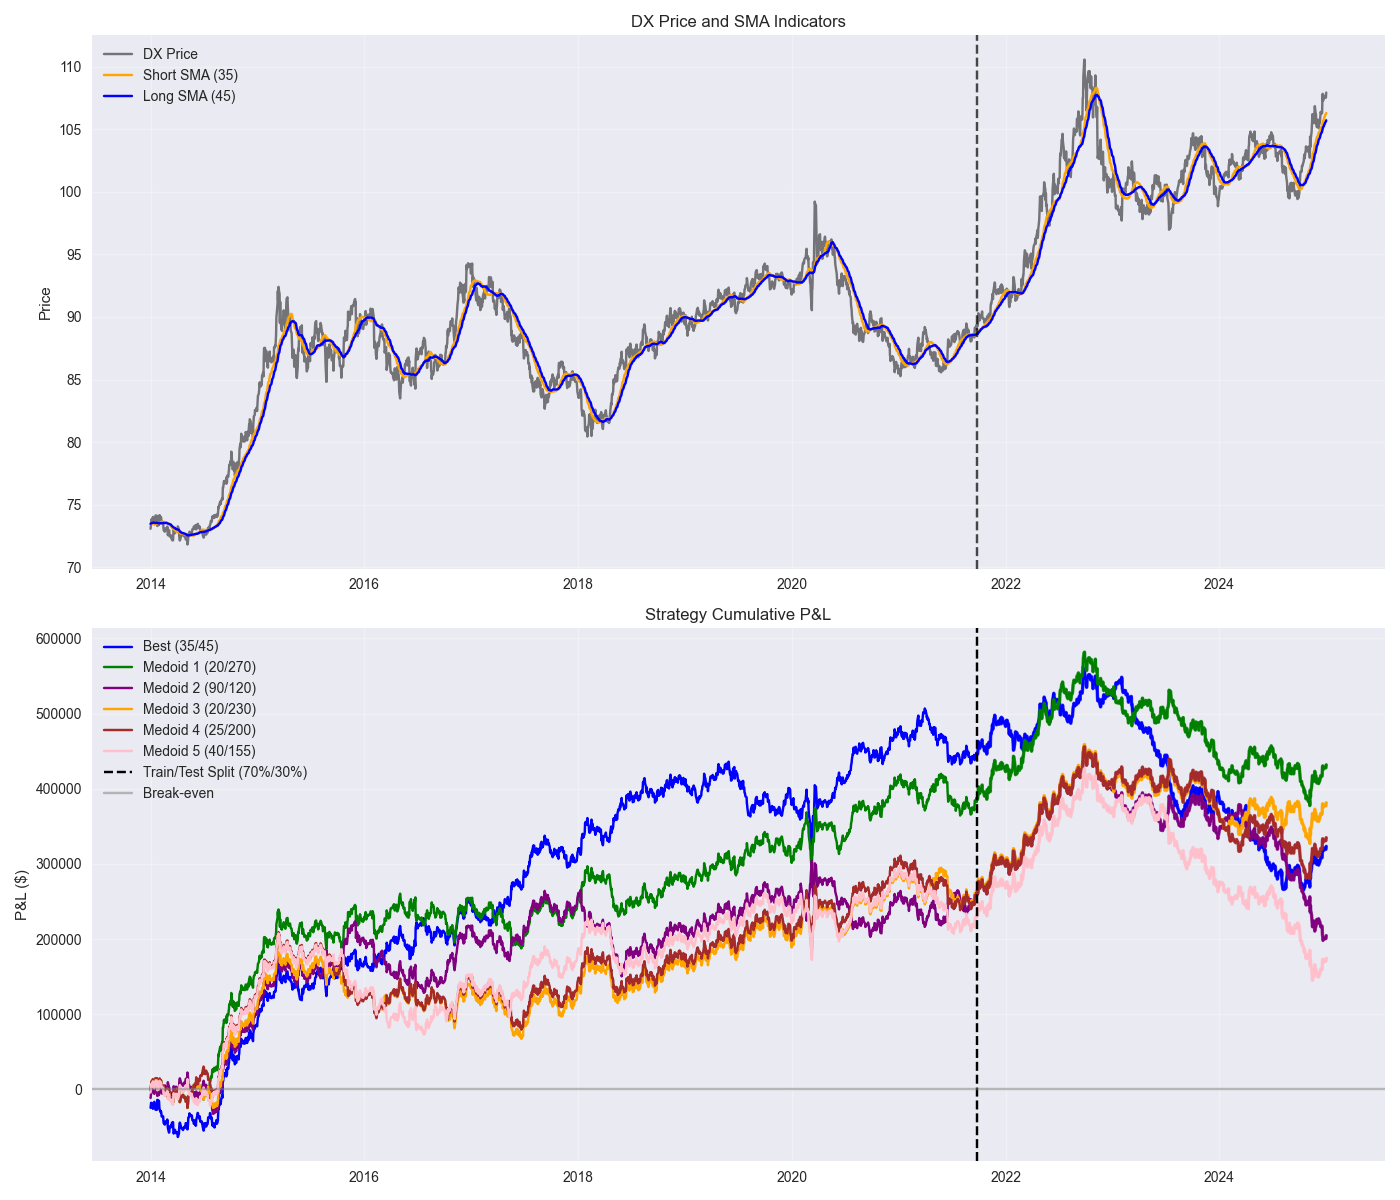 DX Price and SMA Indicators
DX Price
Short SMA (35)
Long SMA (45)
Price
110
105
100
95
90
85
80
75
70
2014
2016
2018
2020
2022
2024
Strategy Cumulative P&L
Best (35/45)
Medoid 1 (20/270)
Medoid 2 (90/120)
Medoid 3 (20/230)
Medoid 4 (25/200)
Medoid 5 (40/155)
Train/Test Split (70%/30%)
Break-even
P&L ($)
600000
500000
400000
300000
200000
100000
0
2014
2016
2018
2020
2022
2024